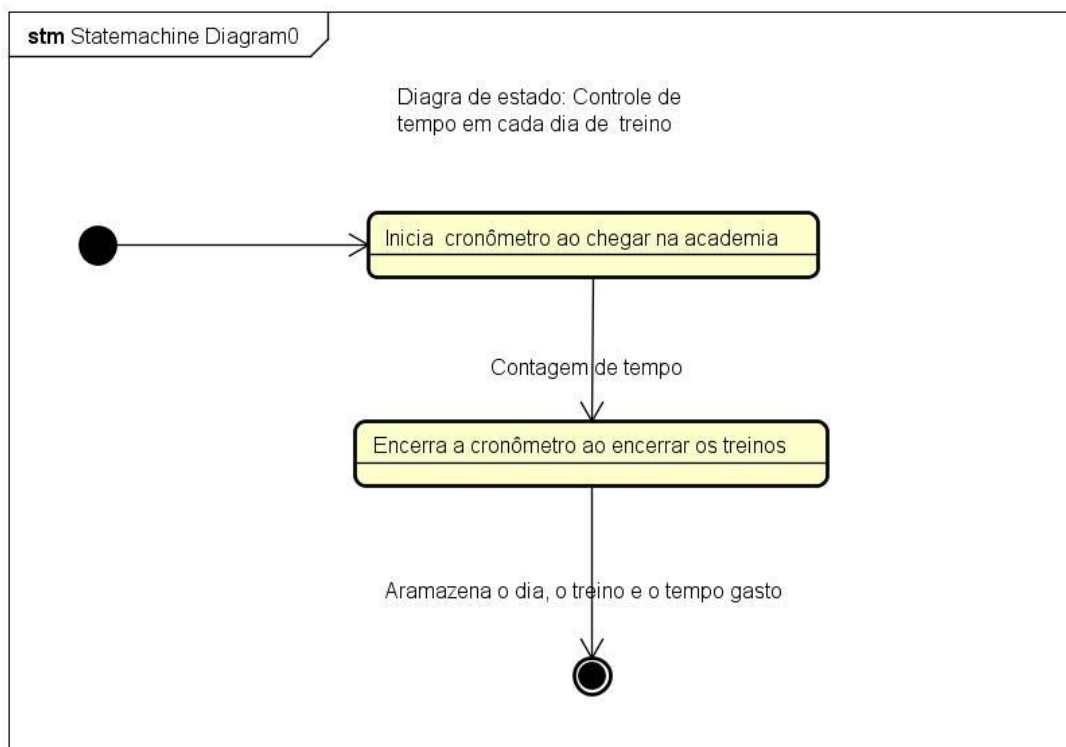 stm Statemachine Diagram0
Diagra de estado: Controle de
tempo em cada dia de treino
Inicia cronômetro ao chegar na academia
Contagem de tempo
Encerra a cronômetro ao encerrar os treinos
Aramazena o dia, o treino e o tempo gasto